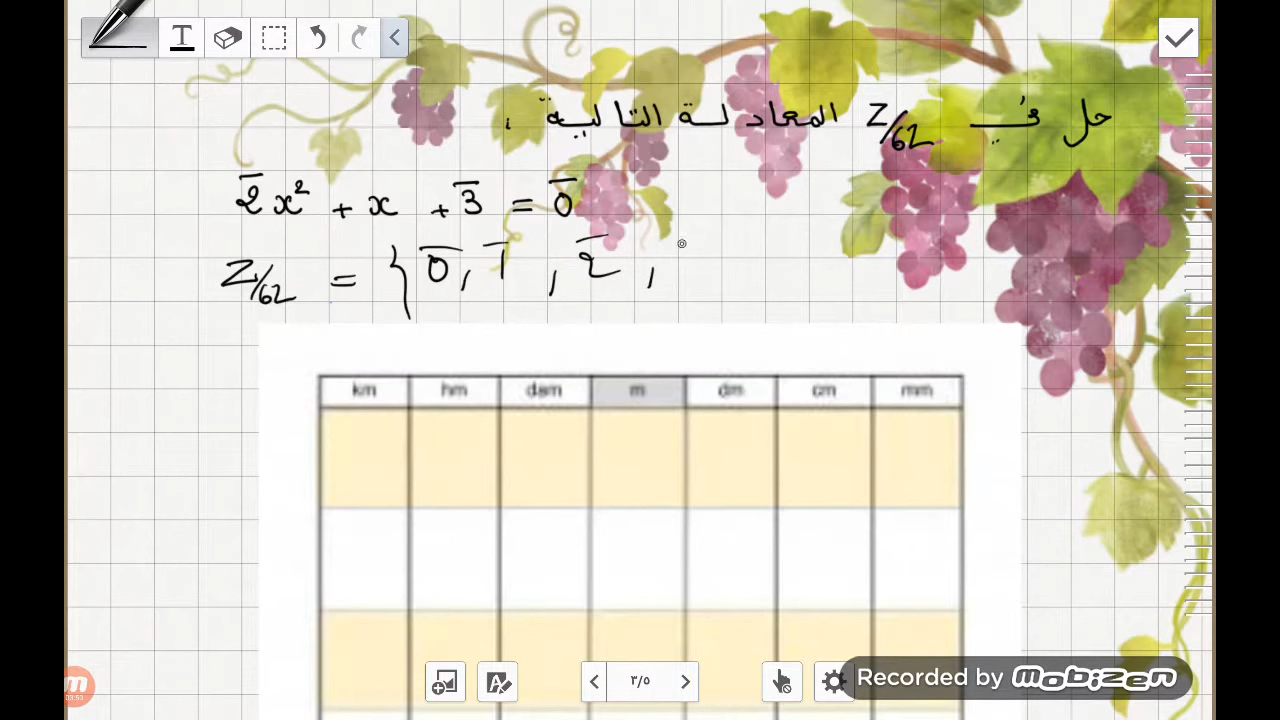 T
حل في Z/6Z المعادلة التالية :
2̄x² + x + 3̄ = 0̄
Z/6Z = { 0̄, 1̄, 2̄,
km hm dam m dm cm mm
٣/٥
Recorded by mobizen